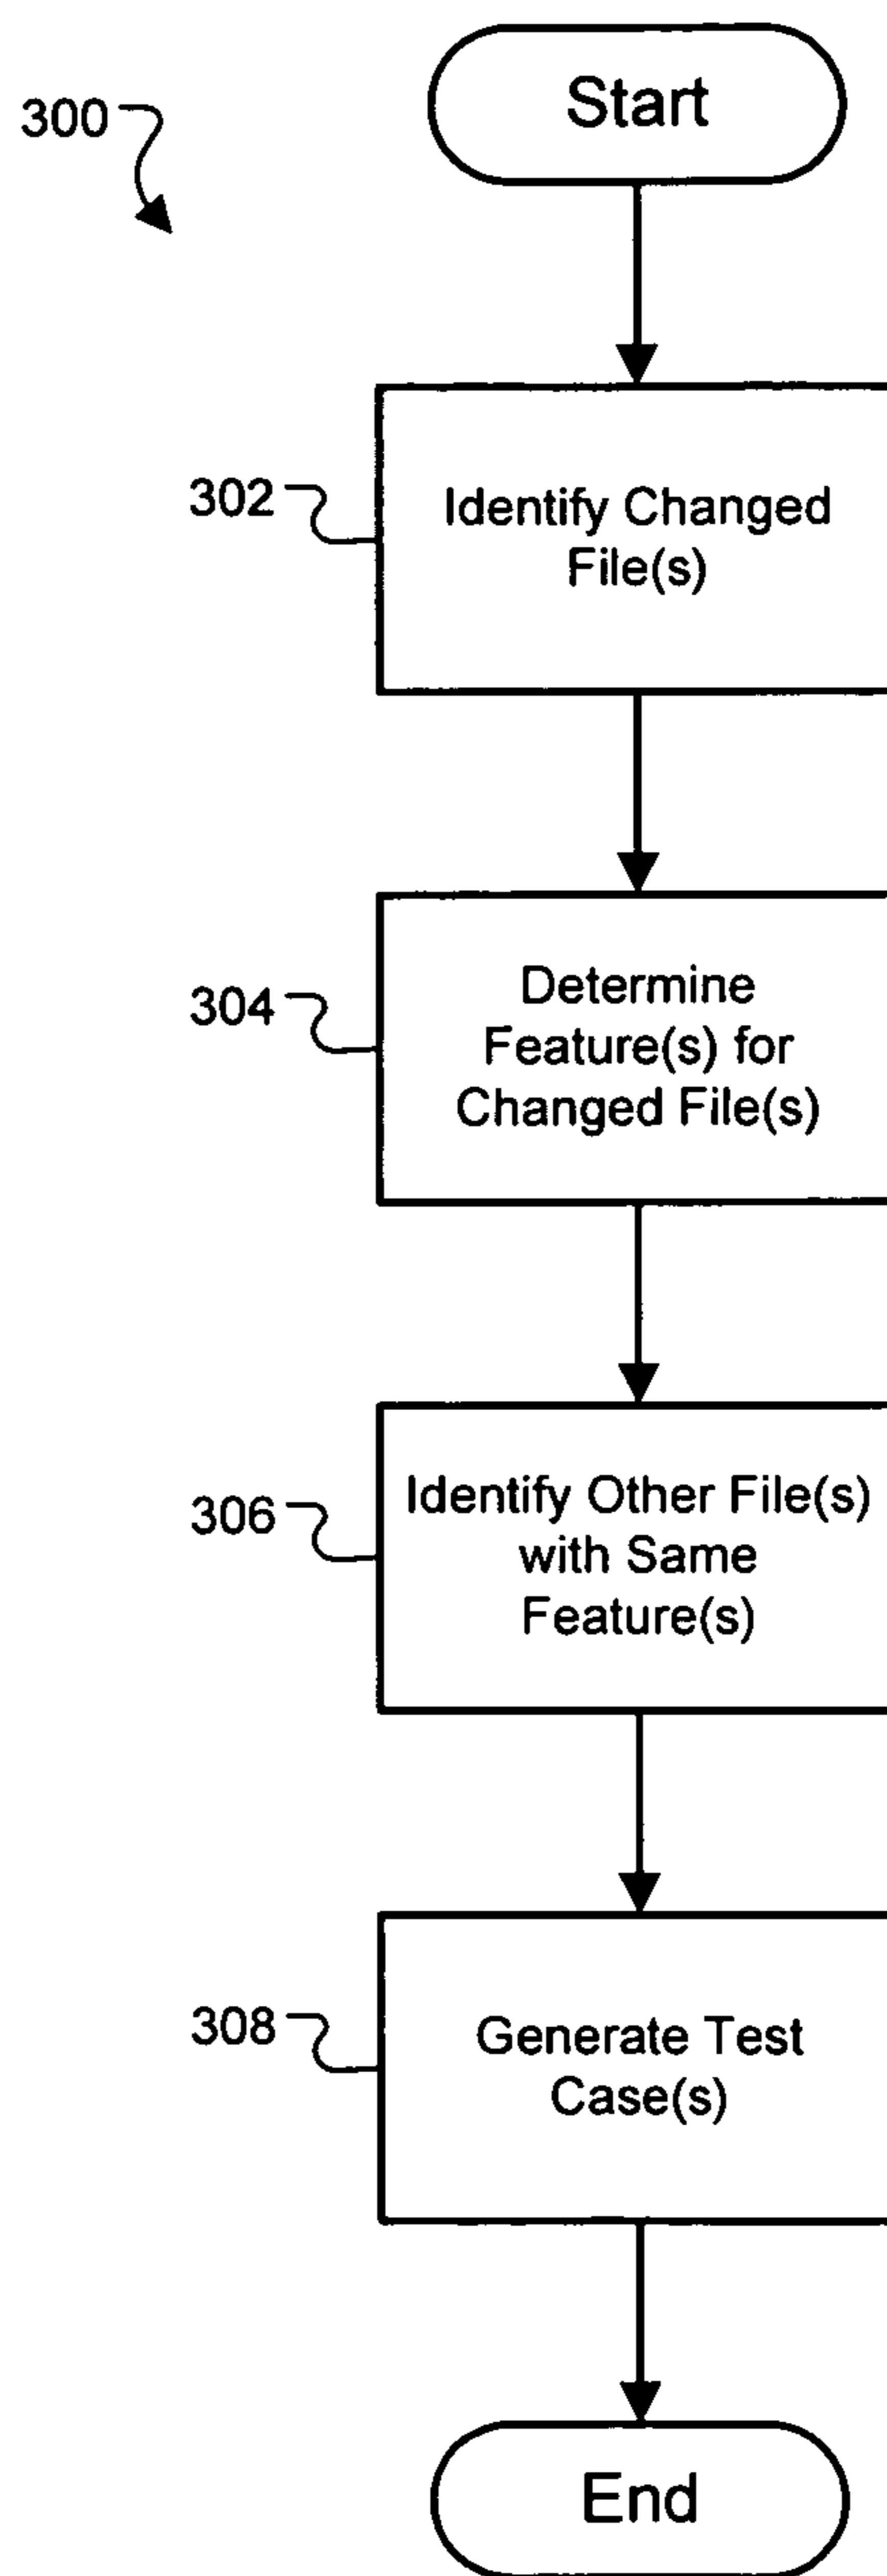 Start
300
302
Identify Changed
File(s)
304
Determine
Feature(s) for
Changed File(s)
306
Identify Other File(s)
with Same
Feature(s)
308
Generate Test
Case(s)
End